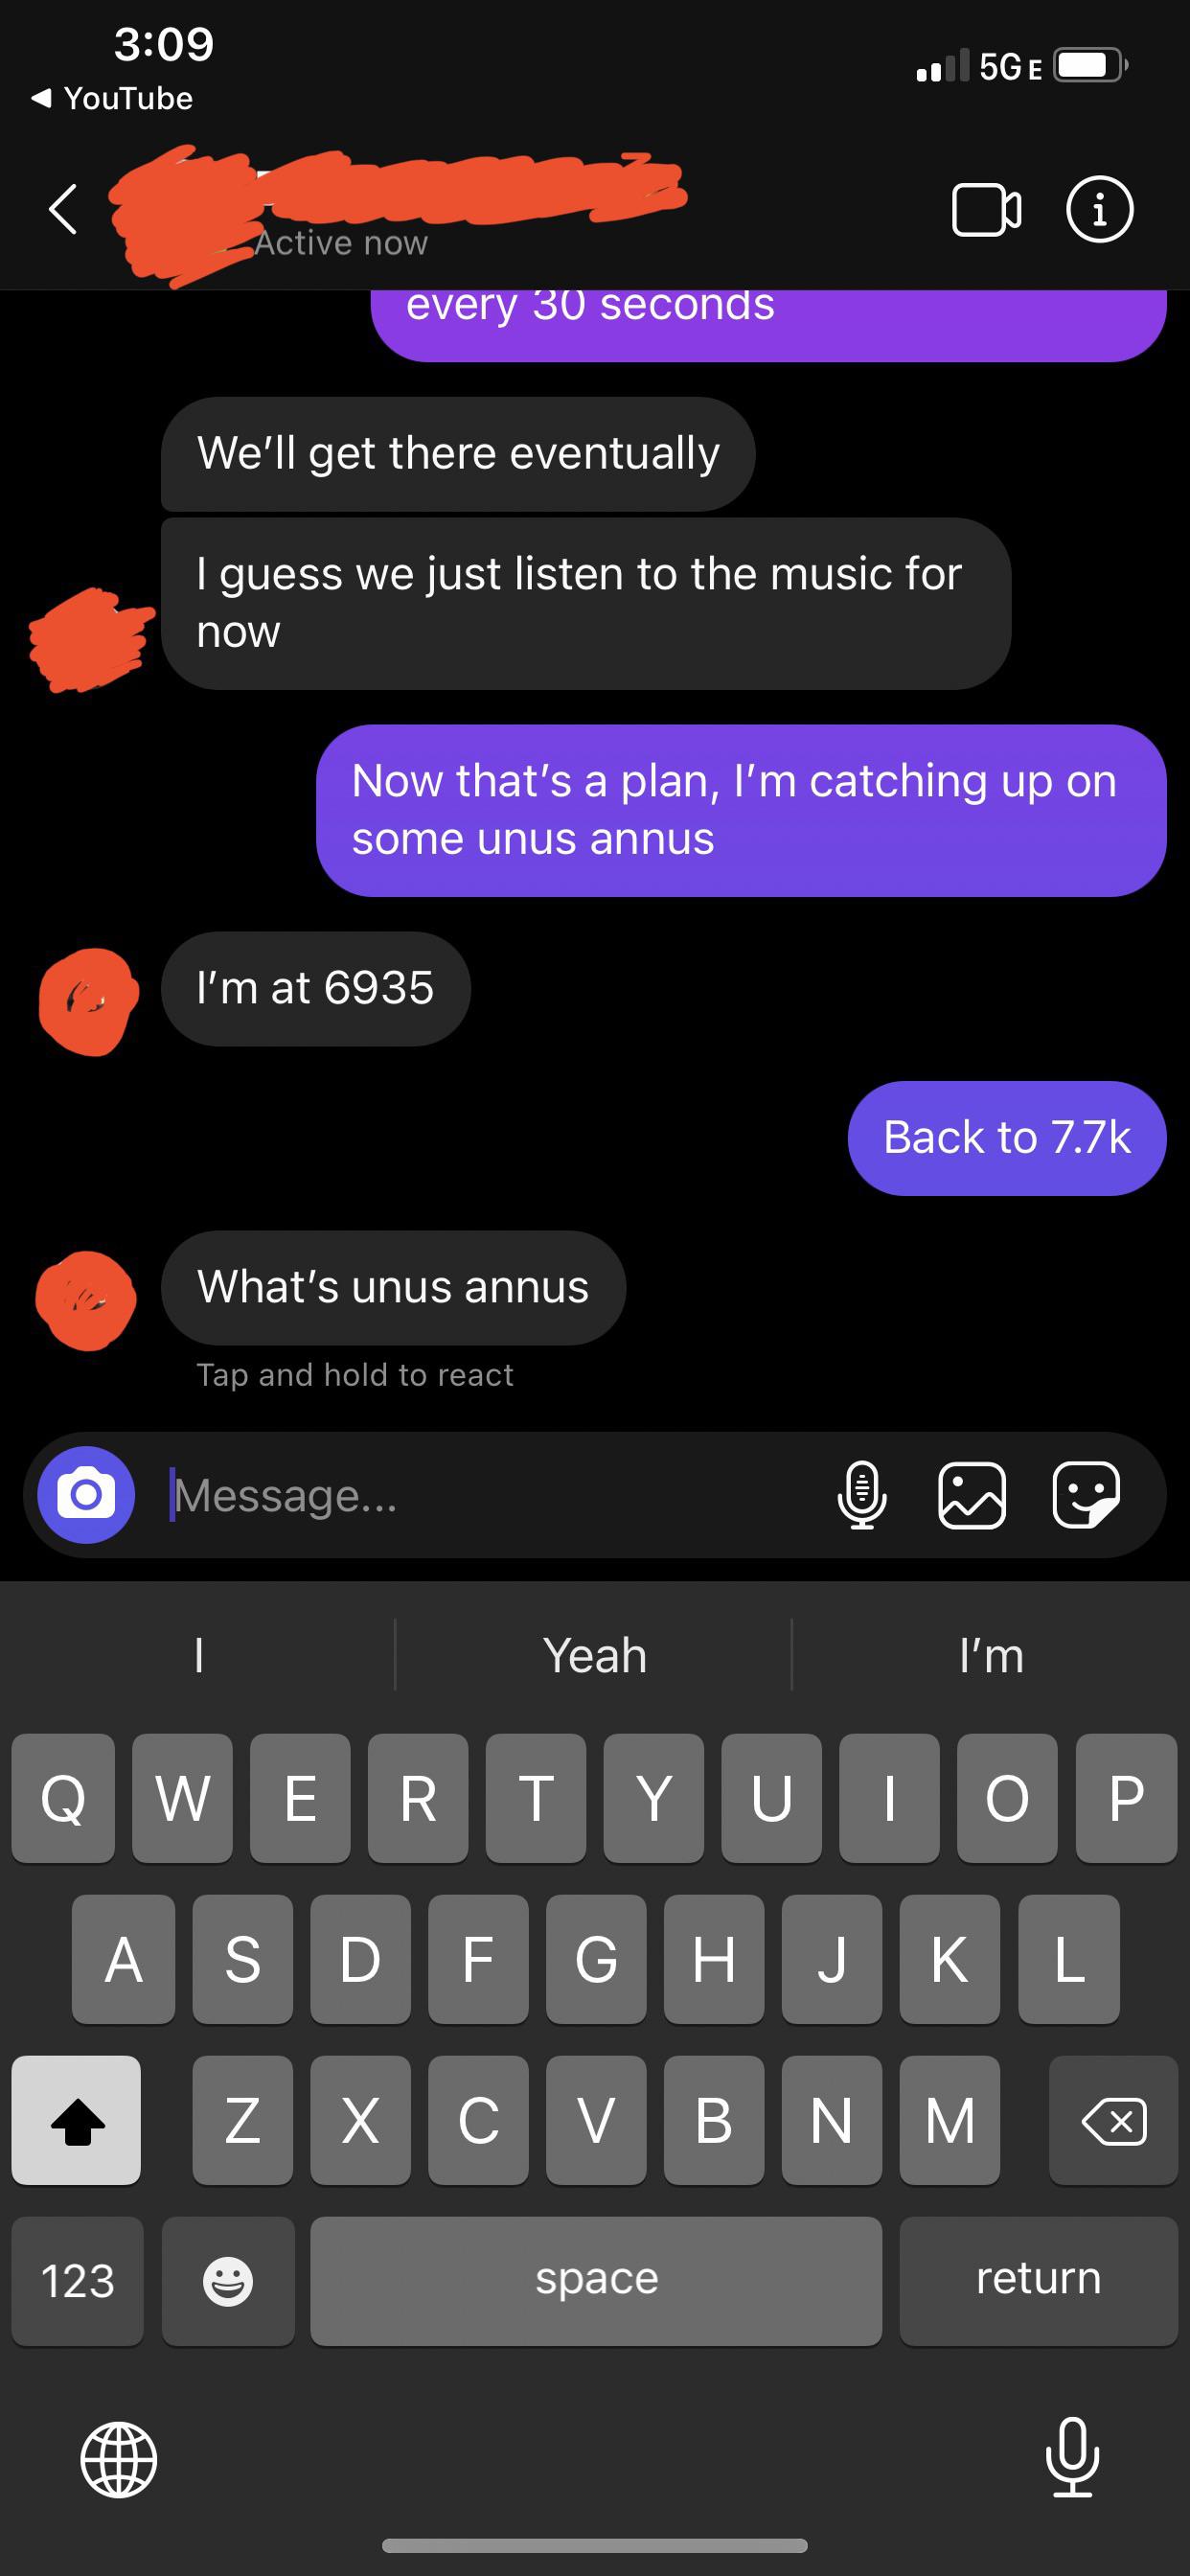 3:09
5G E
YouTube
Active now
every 30 seconds
We’ll get there eventually
I guess we just listen to the music for
now
Now that’s a plan, I’m catching up on
some unus annus
I’m at 6935
Back to 7.7k
What’s unus annus
Tap and hold to react
Message...
I Yeah I’m
Q W E R T Y U I O P
A S D F G H J K L
Z X C V B N M
123 space return